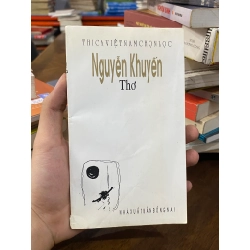 THI CA VIỆT NAM CHỌN LỌC
Nguyễn Khuyến
Thơ
NHÀ XUẤT BẢN ĐỒNG NAI